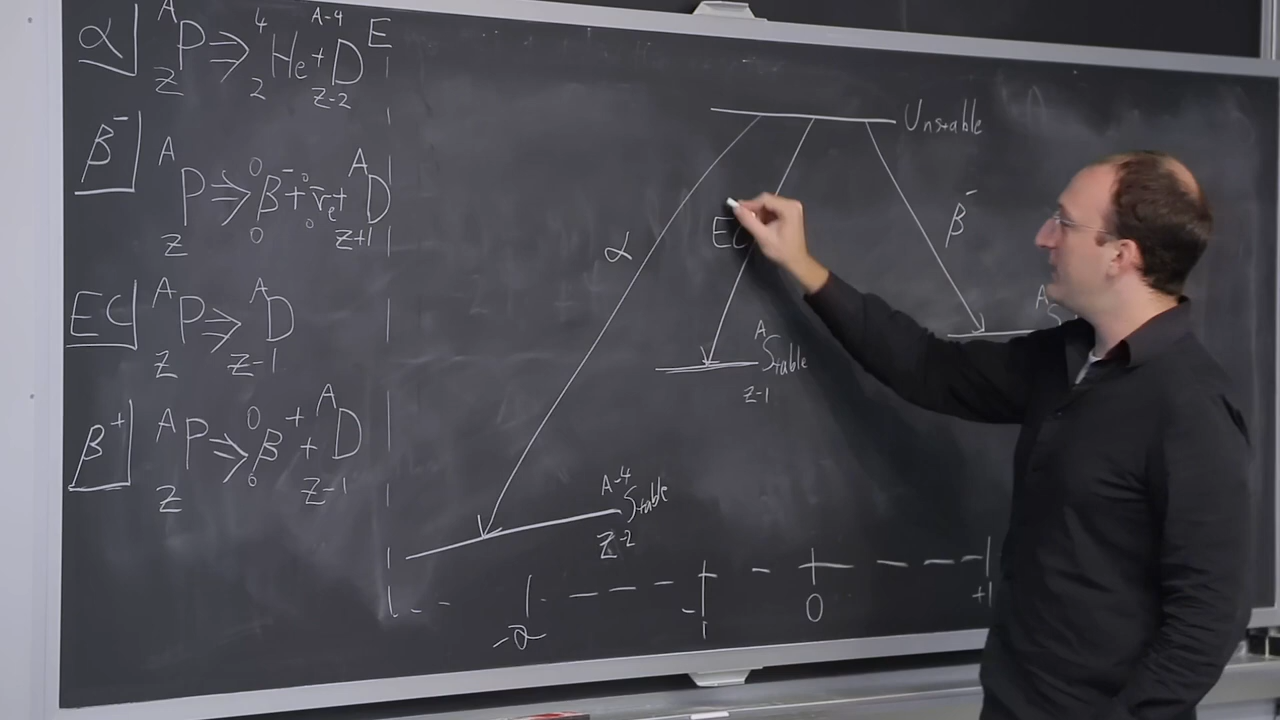 α A P Z ⇒ 4 He 2 + A-4 D Z-2
E
β⁻ A P Z ⇒ 0 β⁻ 0 + 0 ν̄e 0 + A D Z+1
EC A P Z ⇒ A D Z-1
β⁺ A P Z ⇒ 0 β⁺ 0 + A D Z-1
Unstable
α
EC
β⁻
A Stable Z-1
A S
A-4 Stable Z-2
-2 -1 0 +1